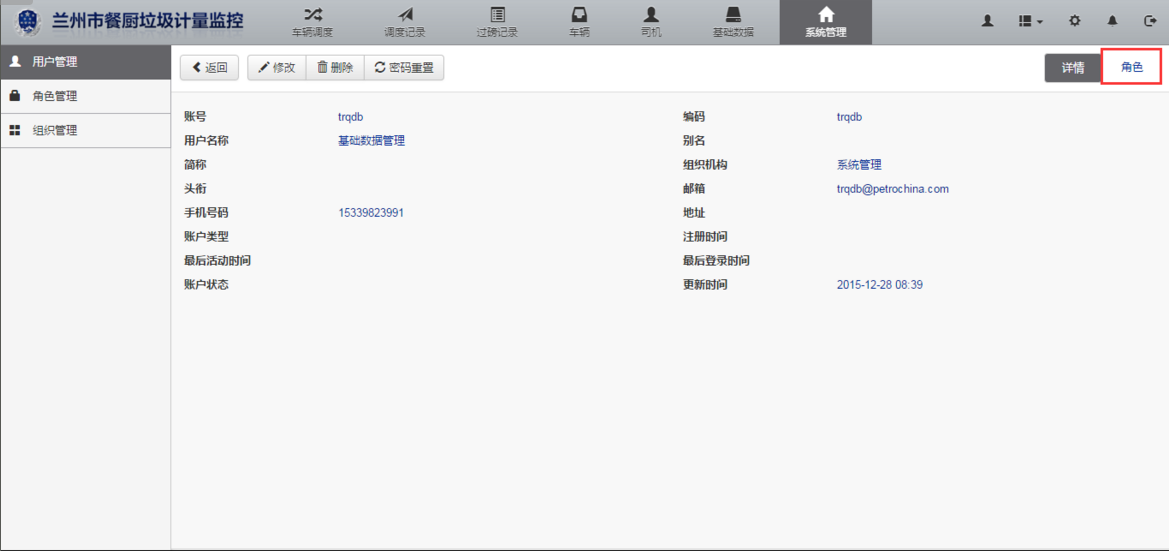 兰州市餐厨垃圾计量监控
车辆调度 调度记录 过磅记录 车辆 司机 基础数据 系统管理
用户管理
角色管理
组织管理
返回 修改 删除 密码重置 详情 角色
账号 trqdb 编码 trqdb
用户名称 基础数据管理 别名
简称 组织机构 系统管理
头衔 邮箱 trqdb@petrochina.com
手机号码 15339823991 地址
账户类型 注册时间
最后活动时间 最后登录时间
账户状态 更新时间 2015-12-28 08:39